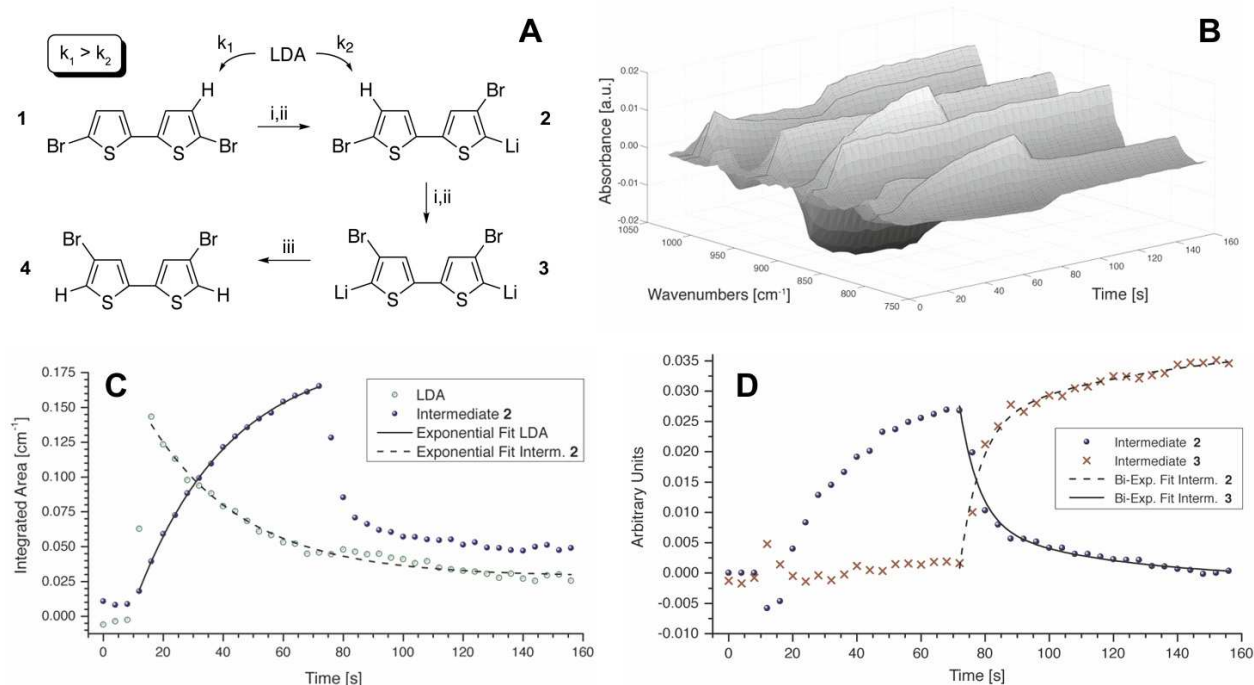 A
k₁ > k₂
k₁
LDA
k₂
H
H
Br
1
i,ii
2
Br
S
S
Br
Br
S
S
Li
i,ii
Br
Br
Br
Br
4
iii
3
H
S
S
H
Li
S
S
Li
B
Absorbance [a.u.]
0.02
0.01
0.00
-0.01
-0.02
1050
1000
950
900
850
800
750
Wavenumbers [cm⁻¹]
0
20
40
60
80
100
120
140
160
Time [s]
C
Integrated Area [cm⁻¹]
0.175
0.150
0.125
0.100
0.075
0.050
0.025
0.000
LDA
Intermediate 2
Exponential Fit LDA
Exponential Fit Interm. 2
0 20 40 60 80 100 120 140 160
Time [s]
D
Arbitrary Units
0.035
0.030
0.025
0.020
0.015
0.010
0.005
0.000
-0.005
-0.010
Intermediate 2
Intermediate 3
Bi-Exp. Fit Interm. 2
Bi-Exp. Fit Interm. 3
0 20 40 60 80 100 120 140 160
Time [s]